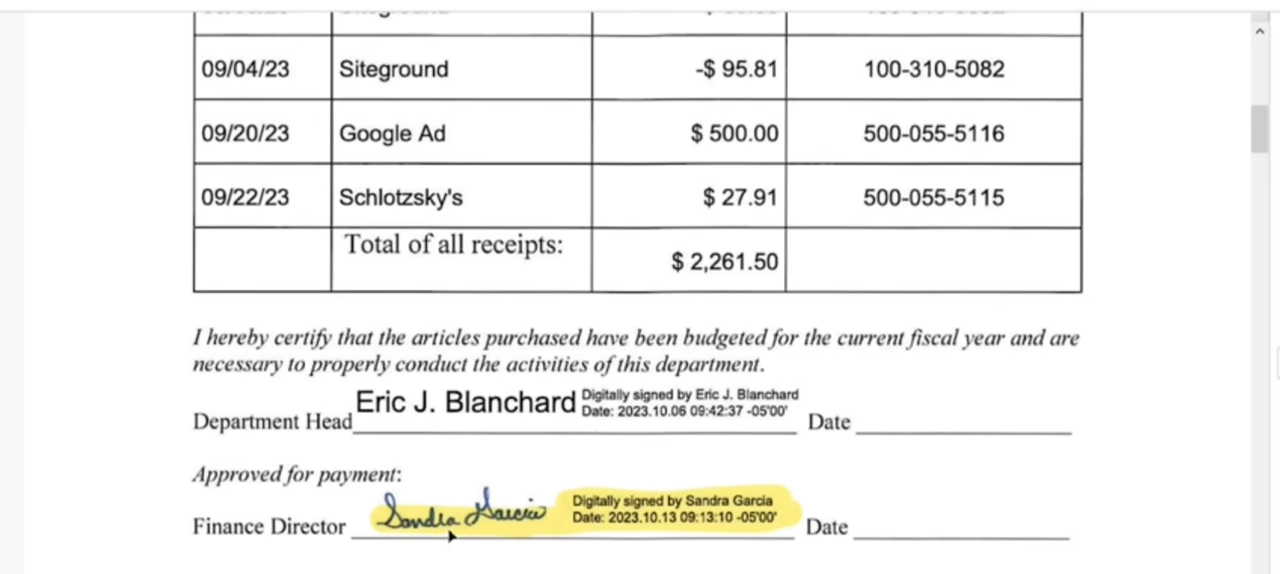 09/04/23 Siteground -$ 95.81 100-310-5082
09/20/23 Google Ad $ 500.00 500-055-5116
09/22/23 Schlotzsky's $ 27.91 500-055-5115
Total of all receipts: $ 2,261.50
I hereby certify that the articles purchased have been budgeted for the current fiscal year and are
necessary to properly conduct the activities of this department.
Department Head Eric J. Blanchard Digitally signed by Eric J. Blanchard
Date: 2023.10.06 09:42:37 -05'00' Date
Approved for payment:
Finance Director Sandra Garcia Digitally signed by Sandra Garcia
Date: 2023.10.13 09:13:10 -05'00' Date